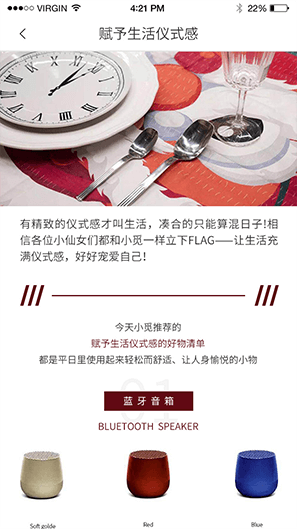 VIRGIN 4:21 PM 22%
赋予生活仪式感
有精致的仪式感才叫生活，凑合的只能算混日子!相
信各位小仙女们都和小觅一样立下FLAG——让生活充
满仪式感，好好宠爱自己！
今天小觅推荐的
赋予生活仪式感的好物清单
都是平日里使用起来轻松而舒适、让人身愉悦的小物
01
蓝牙音箱
BLUETOOTH SPEAKER
Soft golde Red Blue